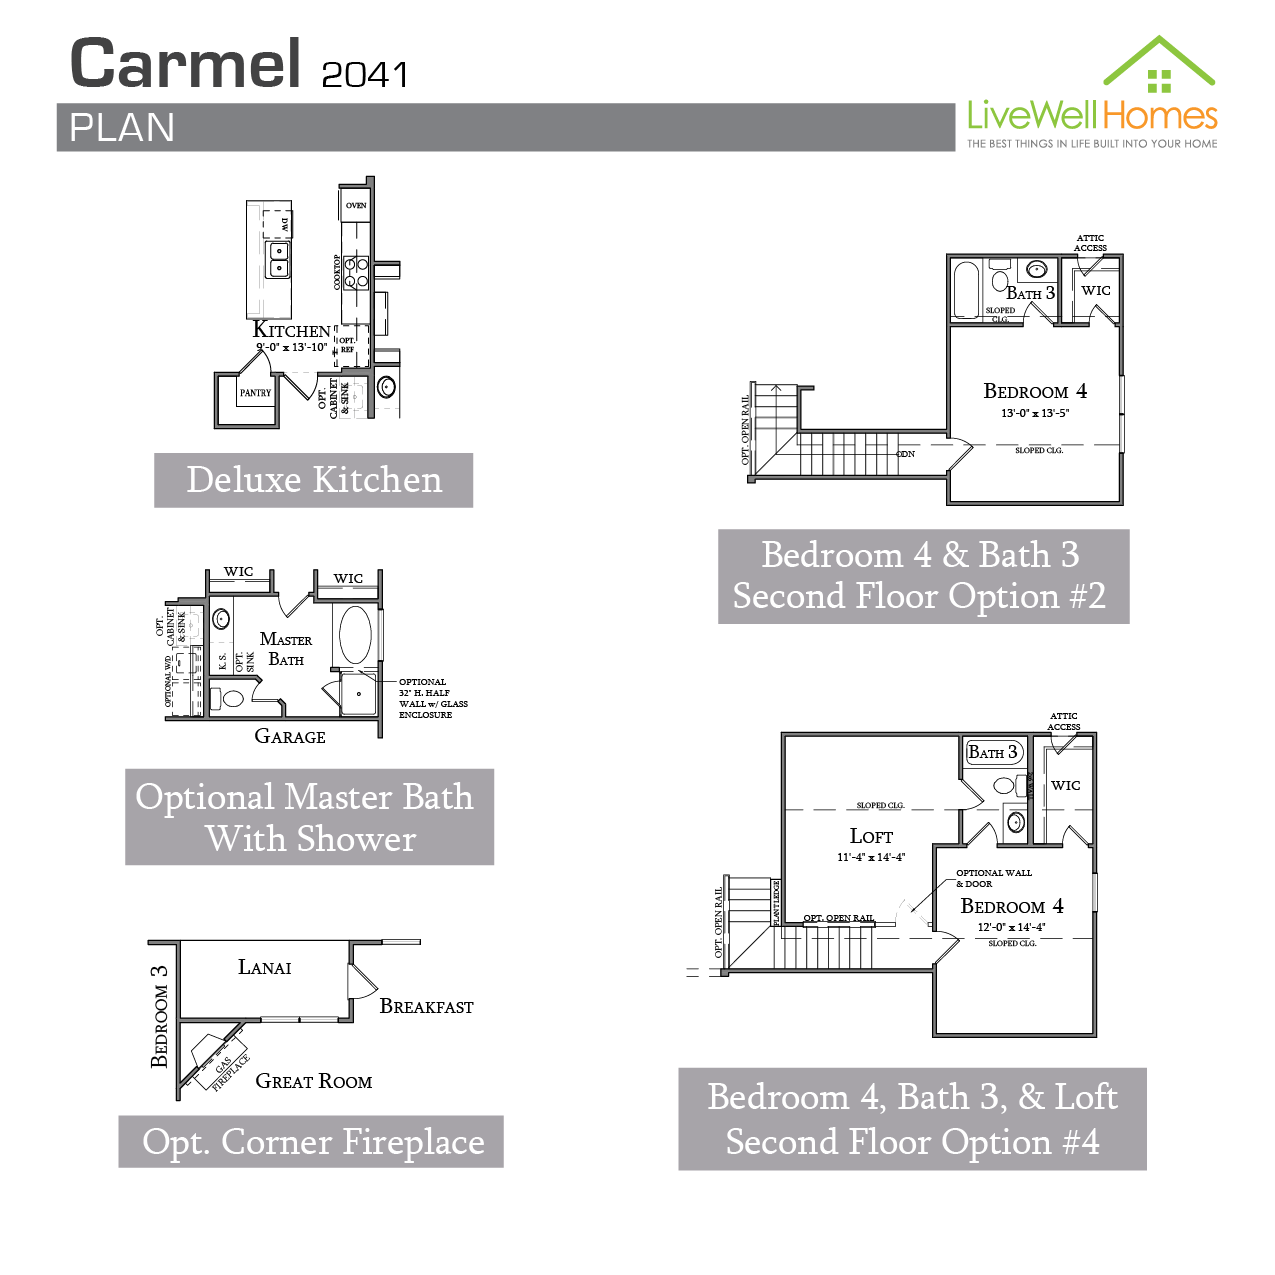 Carmel 2041
PLAN
LiveWell Homes
THE BEST THINGS IN LIFE BUILT INTO YOUR HOME
OVEN
DW
COOKTOP
KITCHEN
9'-0" x 13'-10"
OPT.
REF
PANTRY
OPT.
CABINET
& SINK
Deluxe Kitchen
ATTIC
ACCESS
BATH 3
WIC
SLOPED
CLG.
BEDROOM 4
13'-0" x 13'-5"
SLOPED CLG.
OPT. OPEN RAIL
ODN
Bedroom 4 & Bath 3
Second Floor Option #2
WIC
WIC
OPT.
CABINET
& SINK
MASTER
BATH
K. S.
OPT.
SINK
OPTIONAL W/D
OPTIONAL
32" H. HALF
WALL w/ GLASS
ENCLOSURE
GARAGE
Optional Master Bath
With Shower
ATTIC
ACCESS
BATH 3
WIC
SLOPED CLG.
LOFT
11'-4" x 14'-4"
OPTIONAL WALL
& DOOR
PLANT LEDGE
OPT. OPEN RAIL
OPT. OPEN RAIL
BEDROOM 4
12'-0" x 14'-4"
SLOPED CLG.
Bedroom 4, Bath 3, & Loft
Second Floor Option #4
LANAI
BEDROOM 3
BREAKFAST
GAS
FIREPLACE
GREAT ROOM
Opt. Corner Fireplace